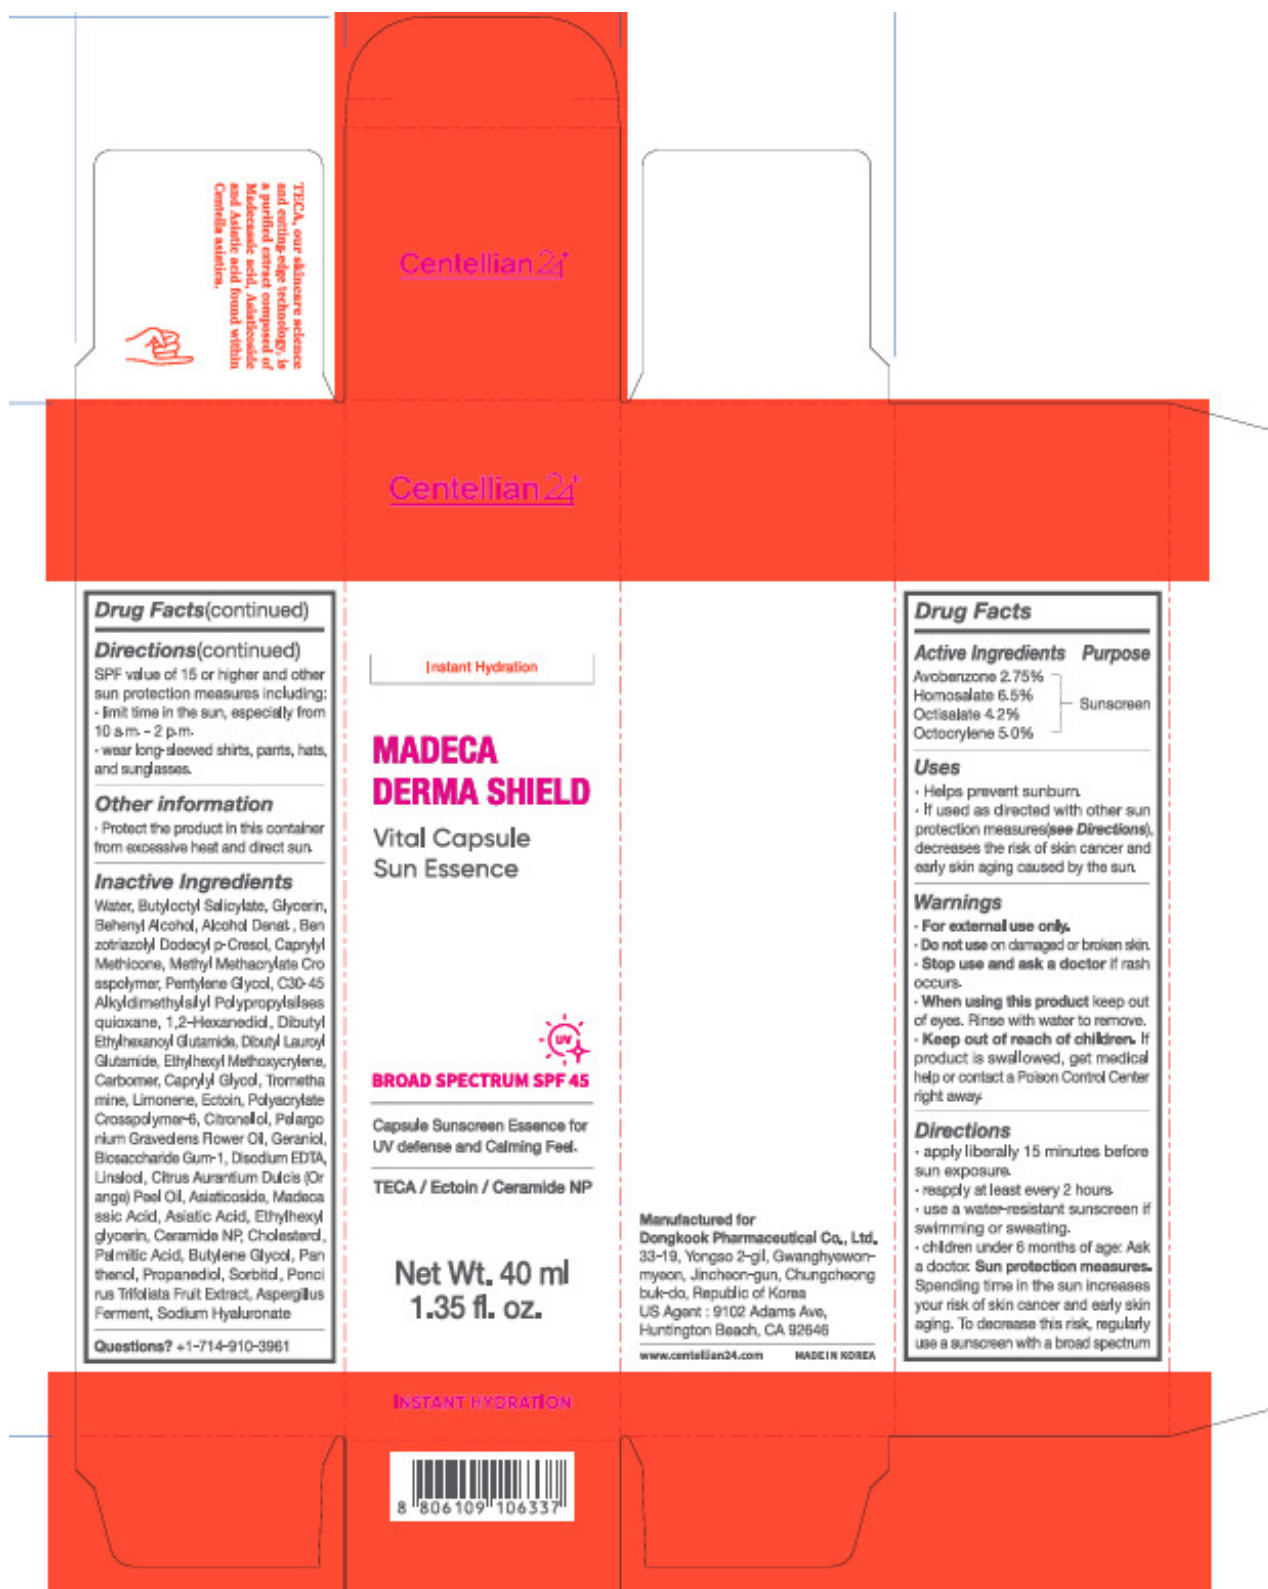 TECA, our skincare science
and cutting-edge technology, is
a purified extract composed of
Madecassic acid, Asiaticoside
and Asiatic acid found within
Centella asiatica.
Centellian24+
Centellian24+
Drug Facts(continued)
Directions(continued)
SPF value of 15 or higher and other
sun protection measures including:
· limit time in the sun, especially from
10 a.m. - 2 p.m.
· wear long-sleeved shirts, pants, hats,
and sunglasses.
Other information
· Protect the product in this container
from excessive heat and direct sun.
Inactive Ingredients
Water, Butyloctyl Salicylate, Glycerin,
Behenyl Alcohol, Alcohol Denat., Ben
zotriazolyl Dodecyl p-Cresol, Caprylyl
Methicone, Methyl Methacrylate Cro
sspolymer, Pentylene Glycol, C30-45
Alkyldimethylsilyl Polypropylsilses
quioxane, 1,2-Hexanediol, Dibutyl
Ethylhexanoyl Glutamide, Dibutyl Lauroyl
Glutamide, Ethylhexyl Methoxycrylene,
Carbomer, Caprylyl Glycol, Trometha
mine, Limonene, Ectoin, Polyacrylate
Crosspolymer-6, Citronellol, Pelargo
nium Graveolens Flower Oil, Geraniol,
Biosaccharide Gum-1, Disodium EDTA,
Linalool, Citrus Aurantium Dulcis (Or
ange) Peel Oil, Asiaticoside, Madeca
ssic Acid, Asiatic Acid, Ethylhexyl
glycerin, Ceramide NP, Cholesterol,
Palmitic Acid, Butylene Glycol, Pan
thenol, Propanediol, Sorbitol, Ponci
rus Trifoliata Fruit Extract, Aspergillus
Ferment, Sodium Hyaluronate
Questions? +1-714-910-3961
Instant Hydration
MADECA
DERMA SHIELD
Vital Capsule
Sun Essence
UV
BROAD SPECTRUM SPF 45
Capsule Sunscreen Essence for
UV defense and Calming Feel.
TECA / Ectoin / Ceramide NP
Net Wt. 40 ml
1.35 fl. oz.
Manufactured for
Dongkook Pharmaceutical Co., Ltd.
33-19, Yongso 2-gil, Gwanghyewon-
myeon, Jincheon-gun, Chungcheong
buk-do, Republic of Korea
US Agent : 9102 Adams Ave,
Huntington Beach, CA 92646
www.centellian24.com MADE IN KOREA
Drug Facts
Active Ingredients Purpose
Avobenzone 2.75%
Homosalate 6.5%
Octisalate 4.2%
Octocrylene 5.0%
Sunscreen
Uses
· Helps prevent sunburn.
· If used as directed with other sun
protection measures(see Directions),
decreases the risk of skin cancer and
early skin aging caused by the sun.
Warnings
· For external use only.
· Do not use on damaged or broken skin.
· Stop use and ask a doctor if rash
occurs.
· When using this product keep out
of eyes. Rinse with water to remove.
· Keep out of reach of children. If
product is swallowed, get medical
help or contact a Poison Control Center
right away.
Directions
· apply liberally 15 minutes before
sun exposure.
· reapply at least every 2 hours.
· use a water-resistant sunscreen if
swimming or sweating.
· children under 6 months of age: Ask
a doctor. Sun protection measures.
Spending time in the sun increases
your risk of skin cancer and early skin
aging. To decrease this risk, regularly
use a sunscreen with a broad spectrum
INSTANT HYDRATION
8 806109 106337